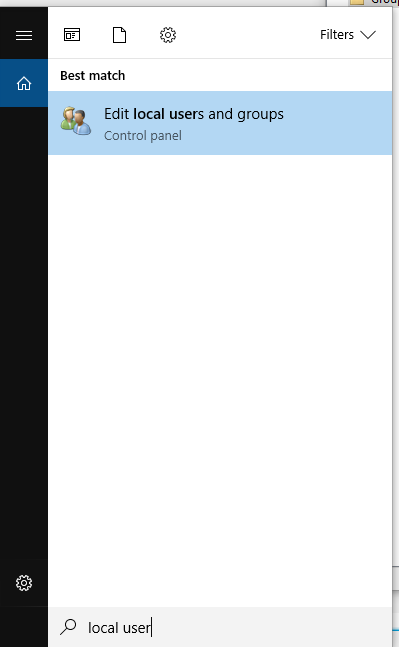 Filters
Best match
Edit local users and groups
Control panel
local user